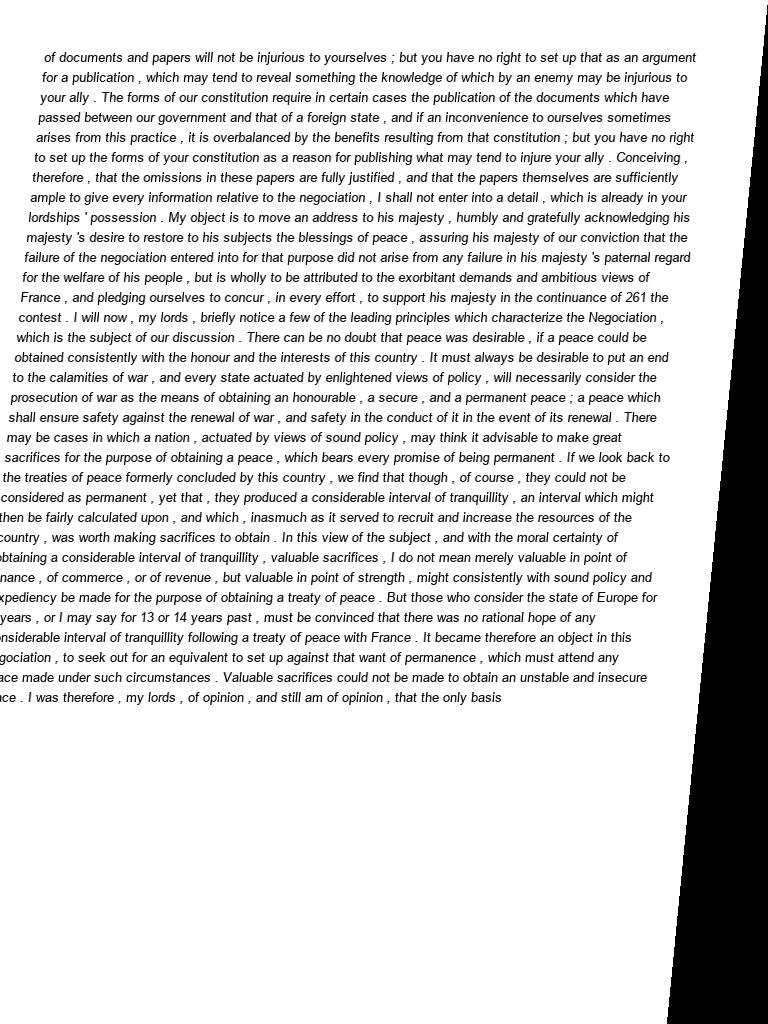 of documents and papers will not be injurious to yourselves ; but you have no right to set up that as an argument
for a publication , which may tend to reveal something the knowledge of which by an enemy may be injurious to
your ally . The forms of our constitution require in certain cases the publication of the documents which have
passed between our government and that of a foreign state , and if an inconvenience to ourselves sometimes
arises from this practice , it is overbalanced by the benefits resulting from that constitution ; but you have no right
to set up the forms of your constitution as a reason for publishing what may tend to injure your ally . Conceiving ,
therefore , that the omissions in these papers are fully justified , and that the papers themselves are sufficiently
ample to give every information relative to the negociation , I shall not enter into a detail , which is already in your
lordships ' possession . My object is to move an address to his majesty , humbly and gratefully acknowledging his
majesty 's desire to restore to his subjects the blessings of peace , assuring his majesty of our conviction that the
failure of the negociation entered into for that purpose did not arise from any failure in his majesty 's paternal regard
for the welfare of his people , but is wholly to be attributed to the exorbitant demands and ambitious views of
France , and pledging ourselves to concur , in every effort , to support his majesty in the continuance of 261 the
contest . I will now , my lords , briefly notice a few of the leading principles which characterize the Negociation ,
which is the subject of our discussion . There can be no doubt that peace was desirable , if a peace could be
obtained consistently with the honour and the interests of this country . It must always be desirable to put an end
to the calamities of war , and every state actuated by enlightened views of policy , will necessarily consider the
prosecution of war as the means of obtaining an honourable , a secure , and a permanent peace ; a peace which
shall ensure safety against the renewal of war , and safety in the conduct of it in the event of its renewal . There
may be cases in which a nation , actuated by views of sound policy , may think it advisable to make great
sacrifices for the purpose of obtaining a peace , which bears every promise of being permanent . If we look back to
the treaties of peace formerly concluded by this country , we find that though , of course , they could not be
considered as permanent , yet that , they produced a considerable interval of tranquillity , an interval which might
then be fairly calculated upon , and which , inasmuch as it served to recruit and increase the resources of the
country , was worth making sacrifices to obtain . In this view of the subject , and with the moral certainty of
obtaining a considerable interval of tranquillity , valuable sacrifices , I do not mean merely valuable in point of
nance , of commerce , or of revenue , but valuable in point of strength , might consistently with sound policy and
xpediency be made for the purpose of obtaining a treaty of peace . But those who consider the state of Europe for
years , or I may say for 13 or 14 years past , must be convinced that there was no rational hope of any
onsiderable interval of tranquillity following a treaty of peace with France . It became therefore an object in this
gociation , to seek out for an equivalent to set up against that want of permanence , which must attend any
ace made under such circumstances . Valuable sacrifices could not be made to obtain an unstable and insecure
ce . I was therefore , my lords , of opinion , and still am of opinion , that the only basis